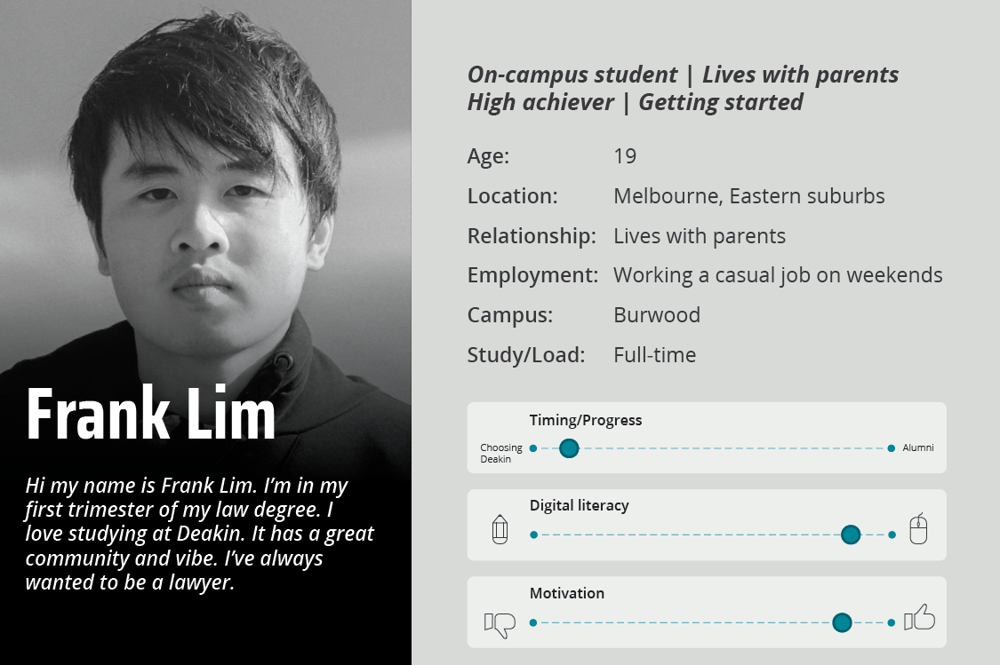 Frank Lim
Hi my name is Frank Lim. I’m in my
first trimester of my law degree. I
love studying at Deakin. It has a great
community and vibe. I’ve always
wanted to be a lawyer.
On-campus student | Lives with parents
High achiever | Getting started
Age: 19
Location: Melbourne, Eastern suburbs
Relationship: Lives with parents
Employment: Working a casual job on weekends
Campus: Burwood
Study/Load: Full-time
Timing/Progress
Choosing
Deakin
Alumni
Digital literacy
Motivation